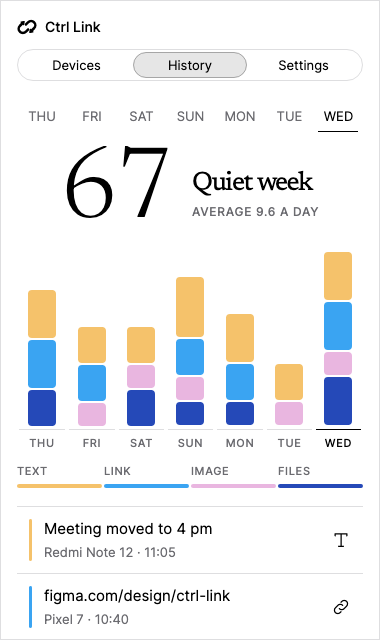 Ctrl Link
Devices History Settings
THU FRI SAT SUN MON TUE WED
67
Quiet week
AVERAGE 9.6 A DAY
THU FRI SAT SUN MON TUE WED
TEXT LINK IMAGE FILES
Meeting moved to 4 pm
Redmi Note 12 · 11:05
figma.com/design/ctrl-link
Pixel 7 · 10:40